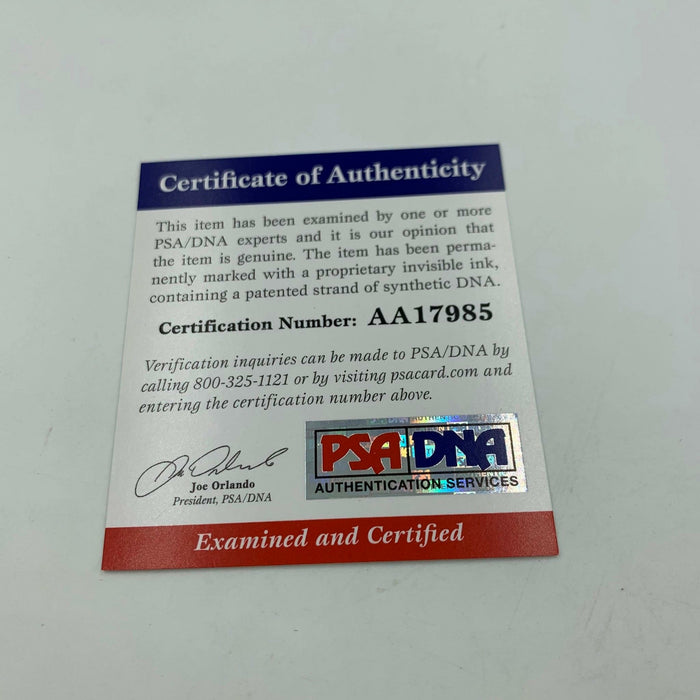 Certificate of Authenticity
This item has been examined by one or more
PSA/DNA experts and it is our opinion that
the item is genuine. The item has been perma-
nently marked with a proprietary invisible ink,
containing a patented strand of synthetic DNA.
Certification Number: AA17985
Verification inquiries can be made to PSA/DNA by
calling 800-325-1121 or by visiting psacard.com and
entering the certification number above.
Joe Orlando
President, PSA/DNA
PSA DNA
AUTHENTICATION SERVICES
Examined and Certified